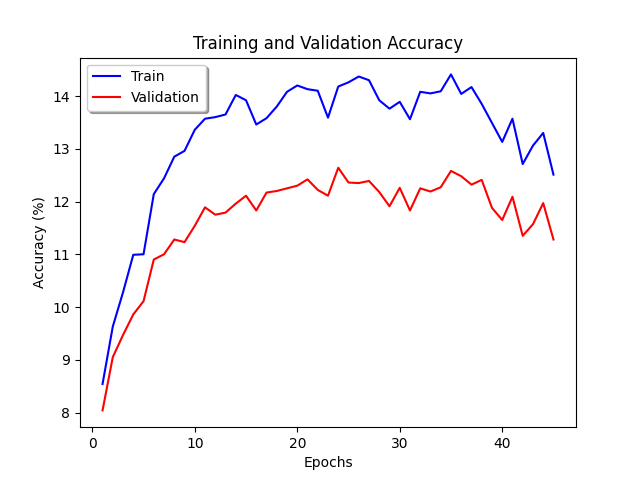 Training and Validation Accuracy
Train
Validation
14
13
12
11
10
9
8
Accuracy (%)
0
10
20
30
40
Epochs